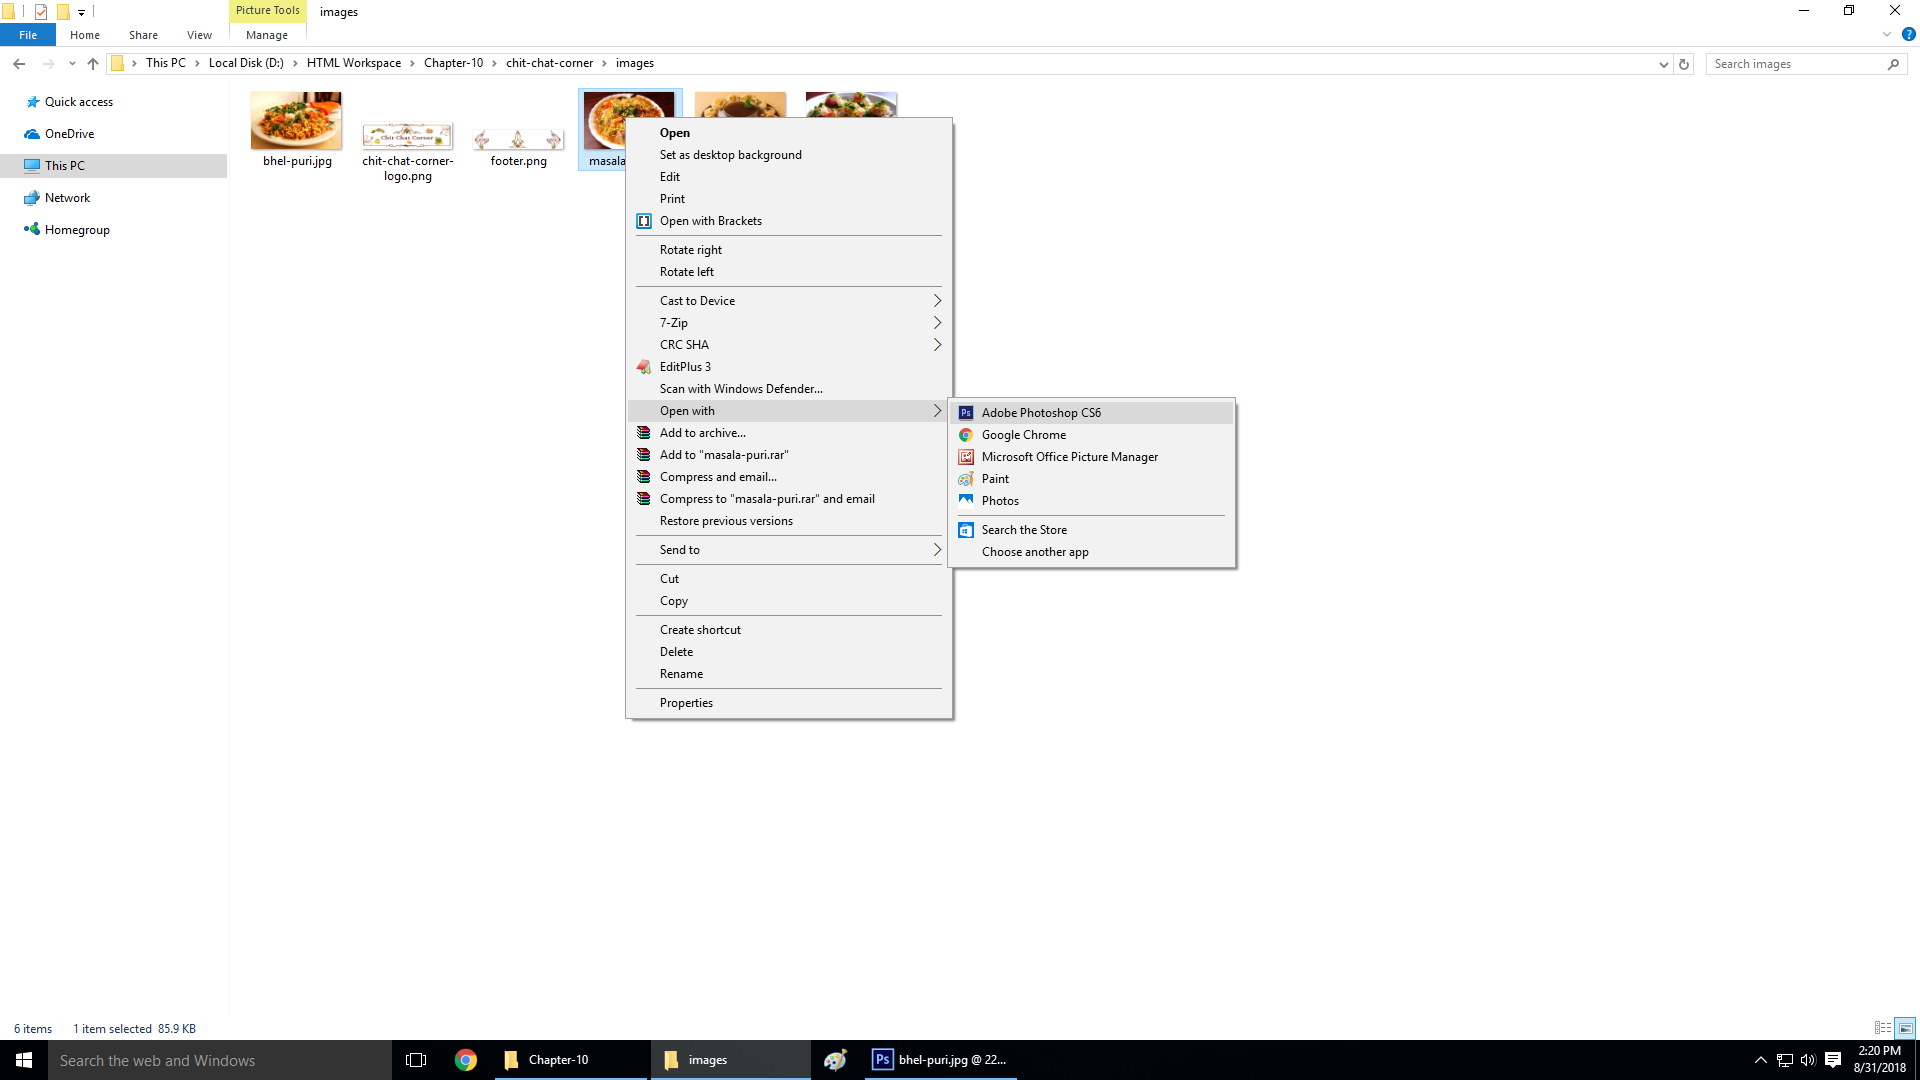 Picture Tools
images
File
Home
Share
View
Manage
This PC
Local Disk (D:)
HTML Workspace
Chapter-10
chit-chat-corner
images
Search images
Quick access
OneDrive
This PC
Network
Homegroup
Chit Chat Corner
bhel-puri.jpg
chit-chat-corner-
logo.png
footer.png
masala
Open
Set as desktop background
Edit
Print
Open with Brackets
Rotate right
Rotate left
Cast to Device
7-Zip
CRC SHA
EditPlus 3
Scan with Windows Defender...
Open with
Add to archive...
Add to "masala-puri.rar"
Compress and email...
Compress to "masala-puri.rar" and email
Restore previous versions
Send to
Cut
Copy
Create shortcut
Delete
Rename
Properties
Ps Adobe Photoshop CS6
Google Chrome
Microsoft Office Picture Manager
Paint
Photos
Search the Store
Choose another app
6 items
1 item selected 85.9 KB
Search the web and Windows
Chapter-10
images
Ps bhel-puri.jpg @ 22...
2:20 PM
8/31/2018